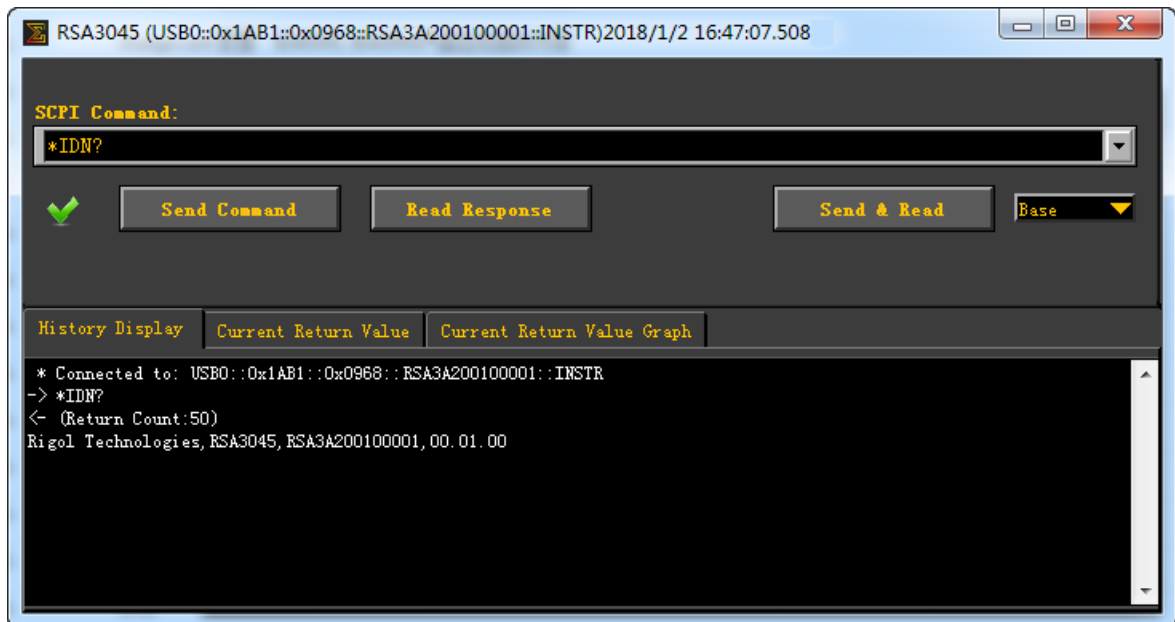 RSA3045 (USB0::0x1AB1::0x0968::RSA3A200100001::INSTR)2018/1/2 16:47:07.508
SCPI Command:
*IDN?
Send Command Read Response Send & Read Base
History Display Current Return Value Current Return Value Graph
* Connected to: USB0::0x1AB1::0x0968::RSA3A200100001::INSTR
-> *IDN?
<- (Return Count:50)
Rigol Technologies,RSA3045,RSA3A200100001,00.01.00